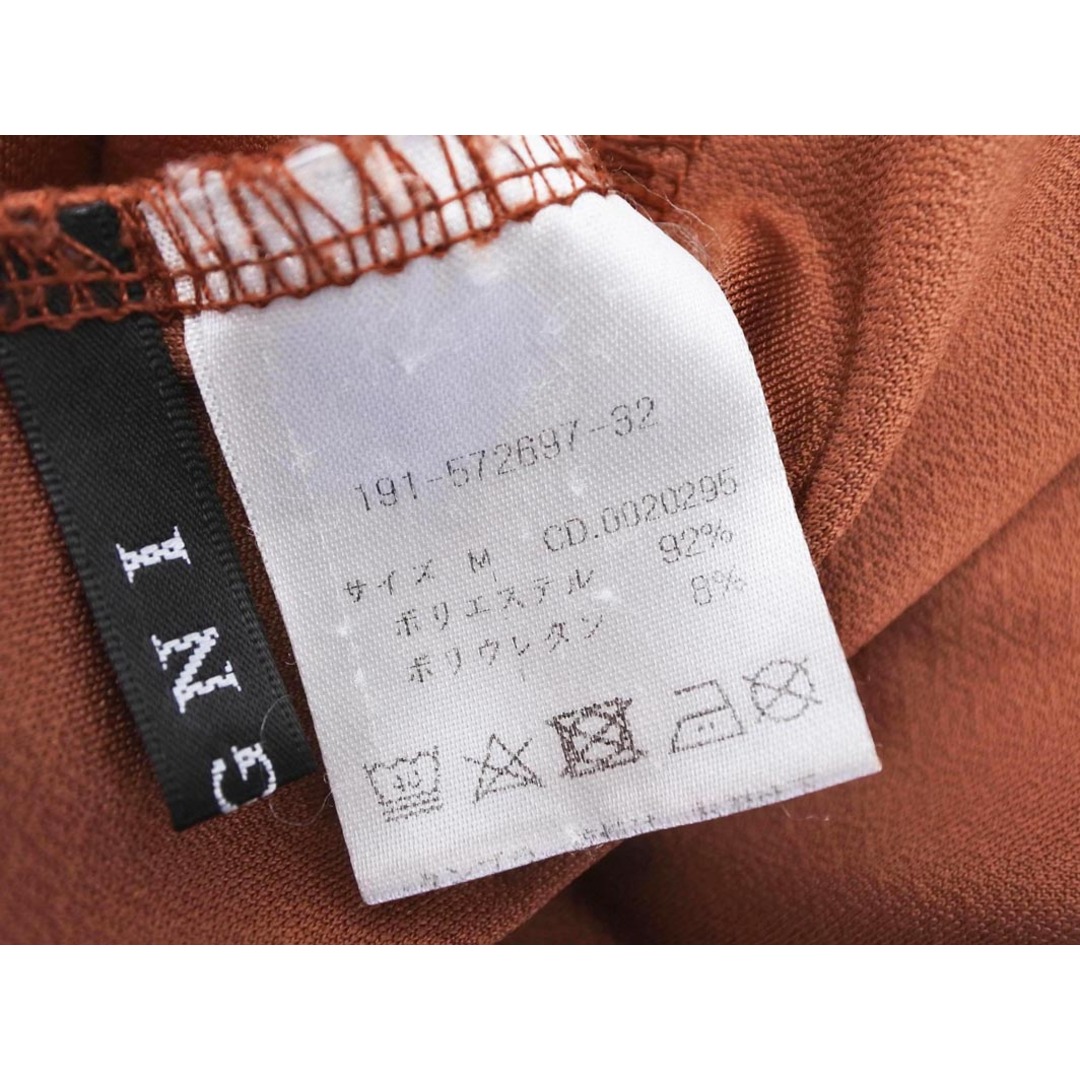 191-572697-32
サイズ M CD.0020295
ポリエステル 92%
ポリウレタン 8%
40
I
N
G